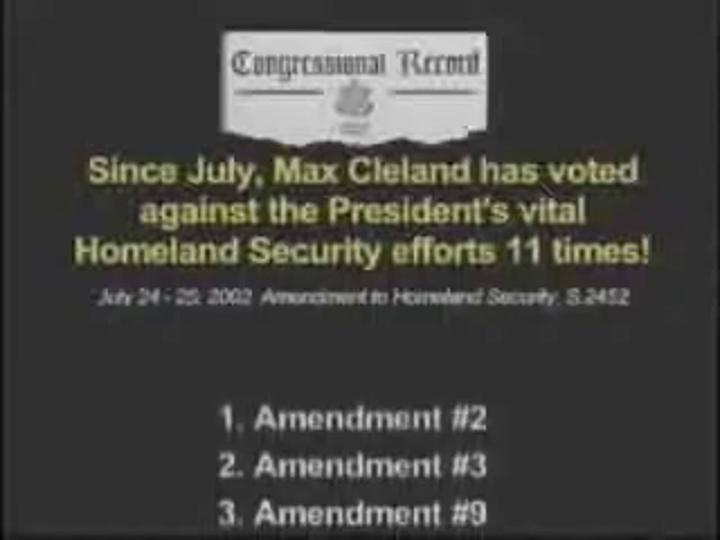 Congressional Record
Since July, Max Cleland has voted
against the President's vital
Homeland Security efforts 11 times!
July 24 - 25, 2002 Amendment to Homeland Security, S.2452
1. Amendment #2
2. Amendment #3
3. Amendment #9